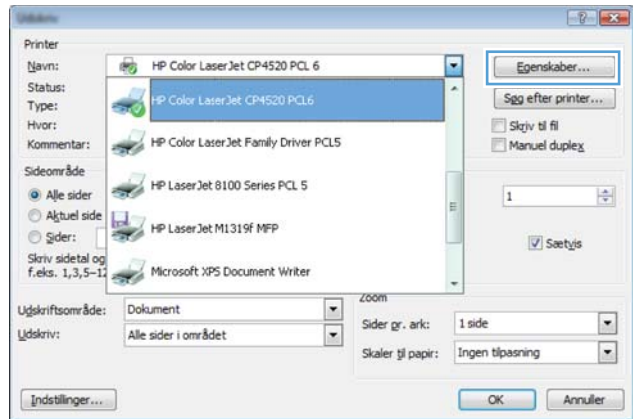 Udskriv
Printer
Navn: HP Color LaserJet CP4520 PCL 6
Egenskaber...
Status:
Type:
Hvor:
Kommentar:
HP Color LaserJet CP4520 PCL6
HP Color LaserJet Family Driver PCL5
HP LaserJet 8100 Series PCL 5
HP LaserJet M1319f MFP
Microsoft XPS Document Writer
Søg efter printer...
Skriv til fil
Manuel duplex
Sideområde
Alle sider
Aktuel side
Sider:
Skriv sidetal og
f.eks. 1,3,5–12
1
Sætvis
Udskriftsområde: Dokument
Udskriv: Alle sider i området
Zoom
Sider pr. ark: 1 side
Skaler til papir: Ingen tilpasning
Indstillinger...
OK
Annuller